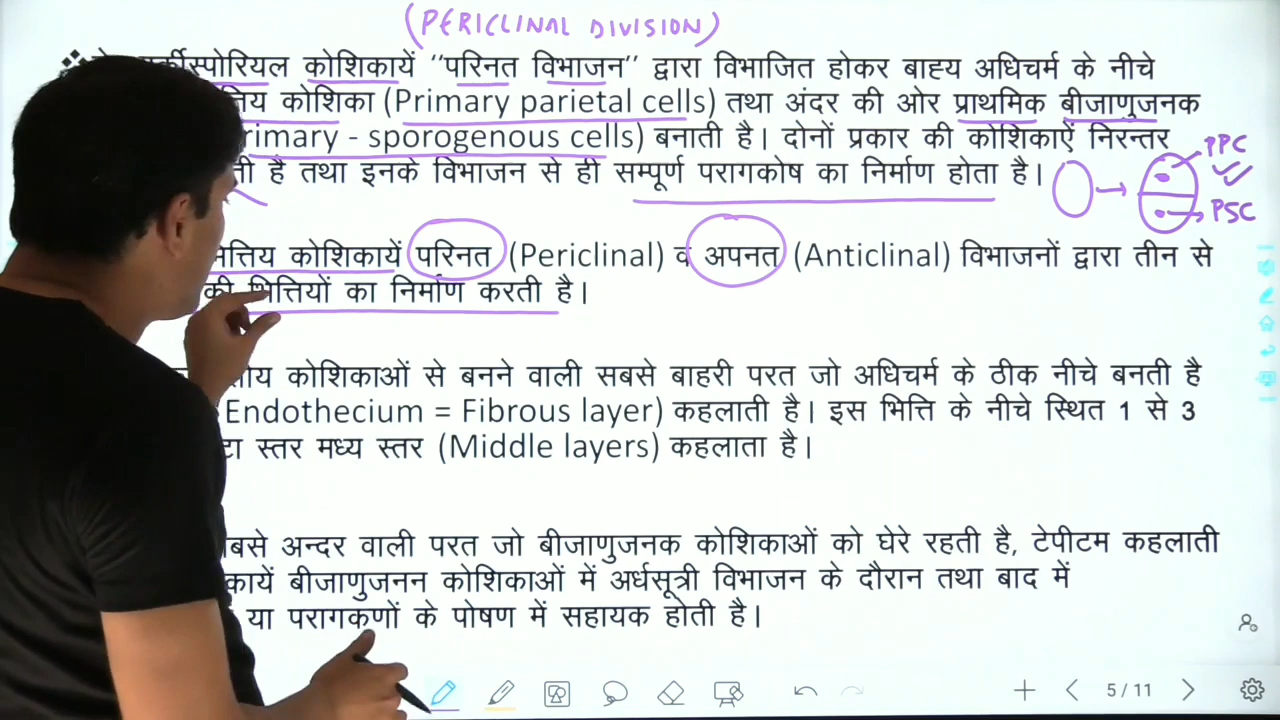 (PERICLINAL DIVISION)
कोशिकायें "परिनत विभाजन" द्वारा विभाजित होकर बाह्य अधिचर्म के नीचे
कोशिका (Primary parietal cells) तथा अंदर की ओर प्राथमिक बीजाणुजनक
rimary - sporogenous cells) बनाती है। दोनों प्रकार की कोशिकाऐं निरन्तर
है तथा इनके विभाजन से ही सम्पूर्ण परागकोष का निर्माण होता है।
PPC
PSC
कोशिकायें परिनत (Periclinal) व अपनत (Anticlinal) विभाजनों द्वारा तीन से
की भित्तियों का निर्माण करती है।
कोशिकाओं से बनने वाली सबसे बाहरी परत जो अधिचर्म के ठीक नीचे बनती है
Endothecium = Fibrous layer) कहलाती है। इस भित्ति के नीचे स्थित 1 से 3
स्तर मध्य स्तर (Middle layers) कहलाता है।
बसे अन्दर वाली परत जो बीजाणुजनक कोशिकाओं को घेरे रहती है, टेपीटम कहलाती
कायें बीजाणुजनन कोशिकाओं में अर्धसूत्री विभाजन के दौरान तथा बाद में
या परागकणों के पोषण में सहायक होती है।
5 / 11